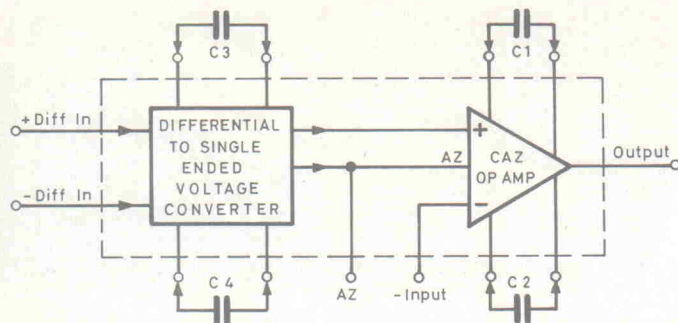 C3
C1
+Diff In
DIFFERENTIAL
TO SINGLE
ENDED
VOLTAGE
CONVERTER
-Diff In
+
AZ
CAZ
OP AMP
−
Output
C4
AZ
-Input
C2